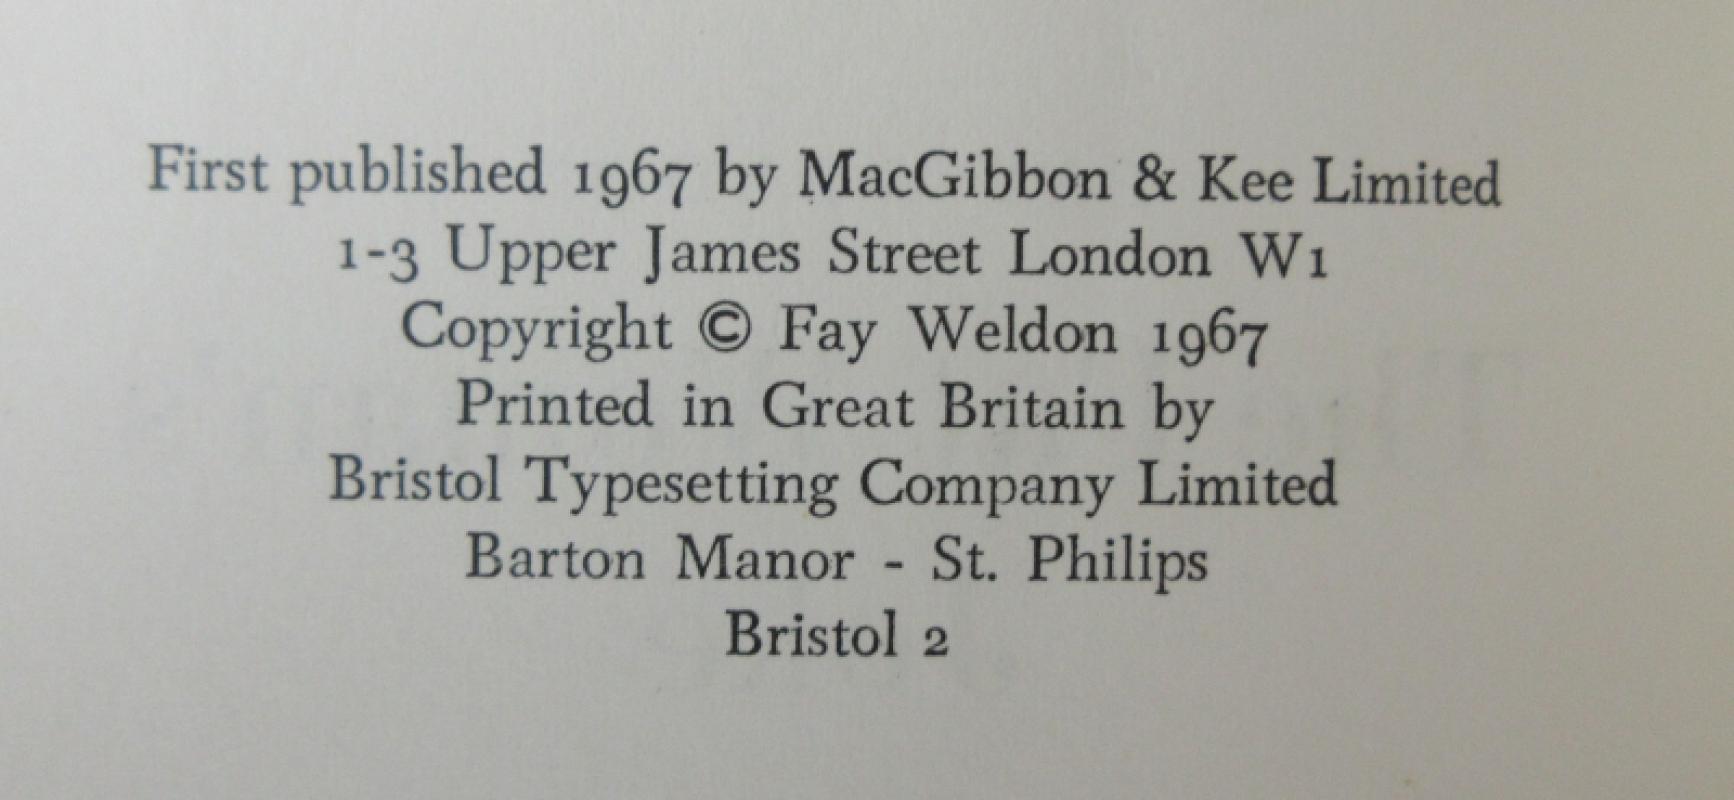 First published 1967 by MacGibbon & Kee Limited
1-3 Upper James Street London W1
Copyright © Fay Weldon 1967
Printed in Great Britain by
Bristol Typesetting Company Limited
Barton Manor - St. Philips
Bristol 2